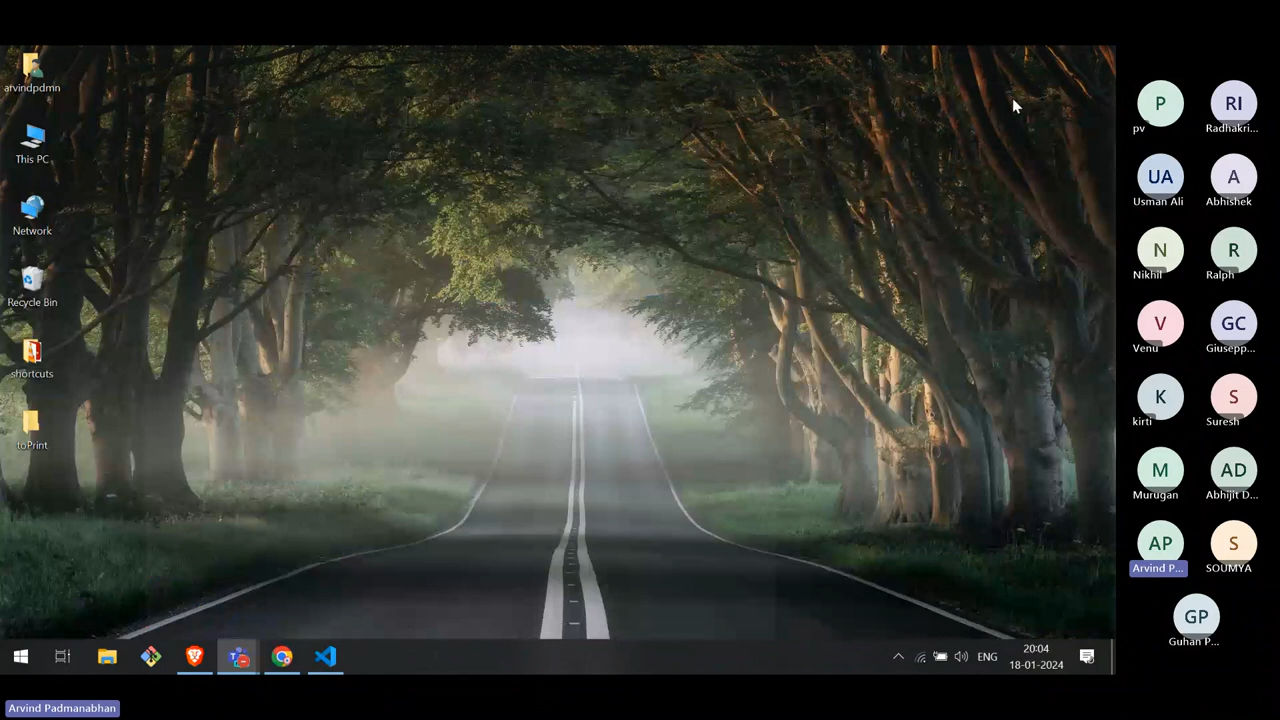 arvindpdmn
This PC
Network
Recycle Bin
shortcuts
toPrint
ENG
20:04
18-01-2024
P
pv
RI
Radhakri...
UA
Usman Ali
A
Abhishek
N
Nikhil
R
Ralph
V
Venu
GC
Giusepp...
K
kirti
S
Suresh
M
Murugan
AD
Abhijit D...
AP
Arvind P...
S
SOUMYA
GP
Guhan P...
Arvind Padmanabhan